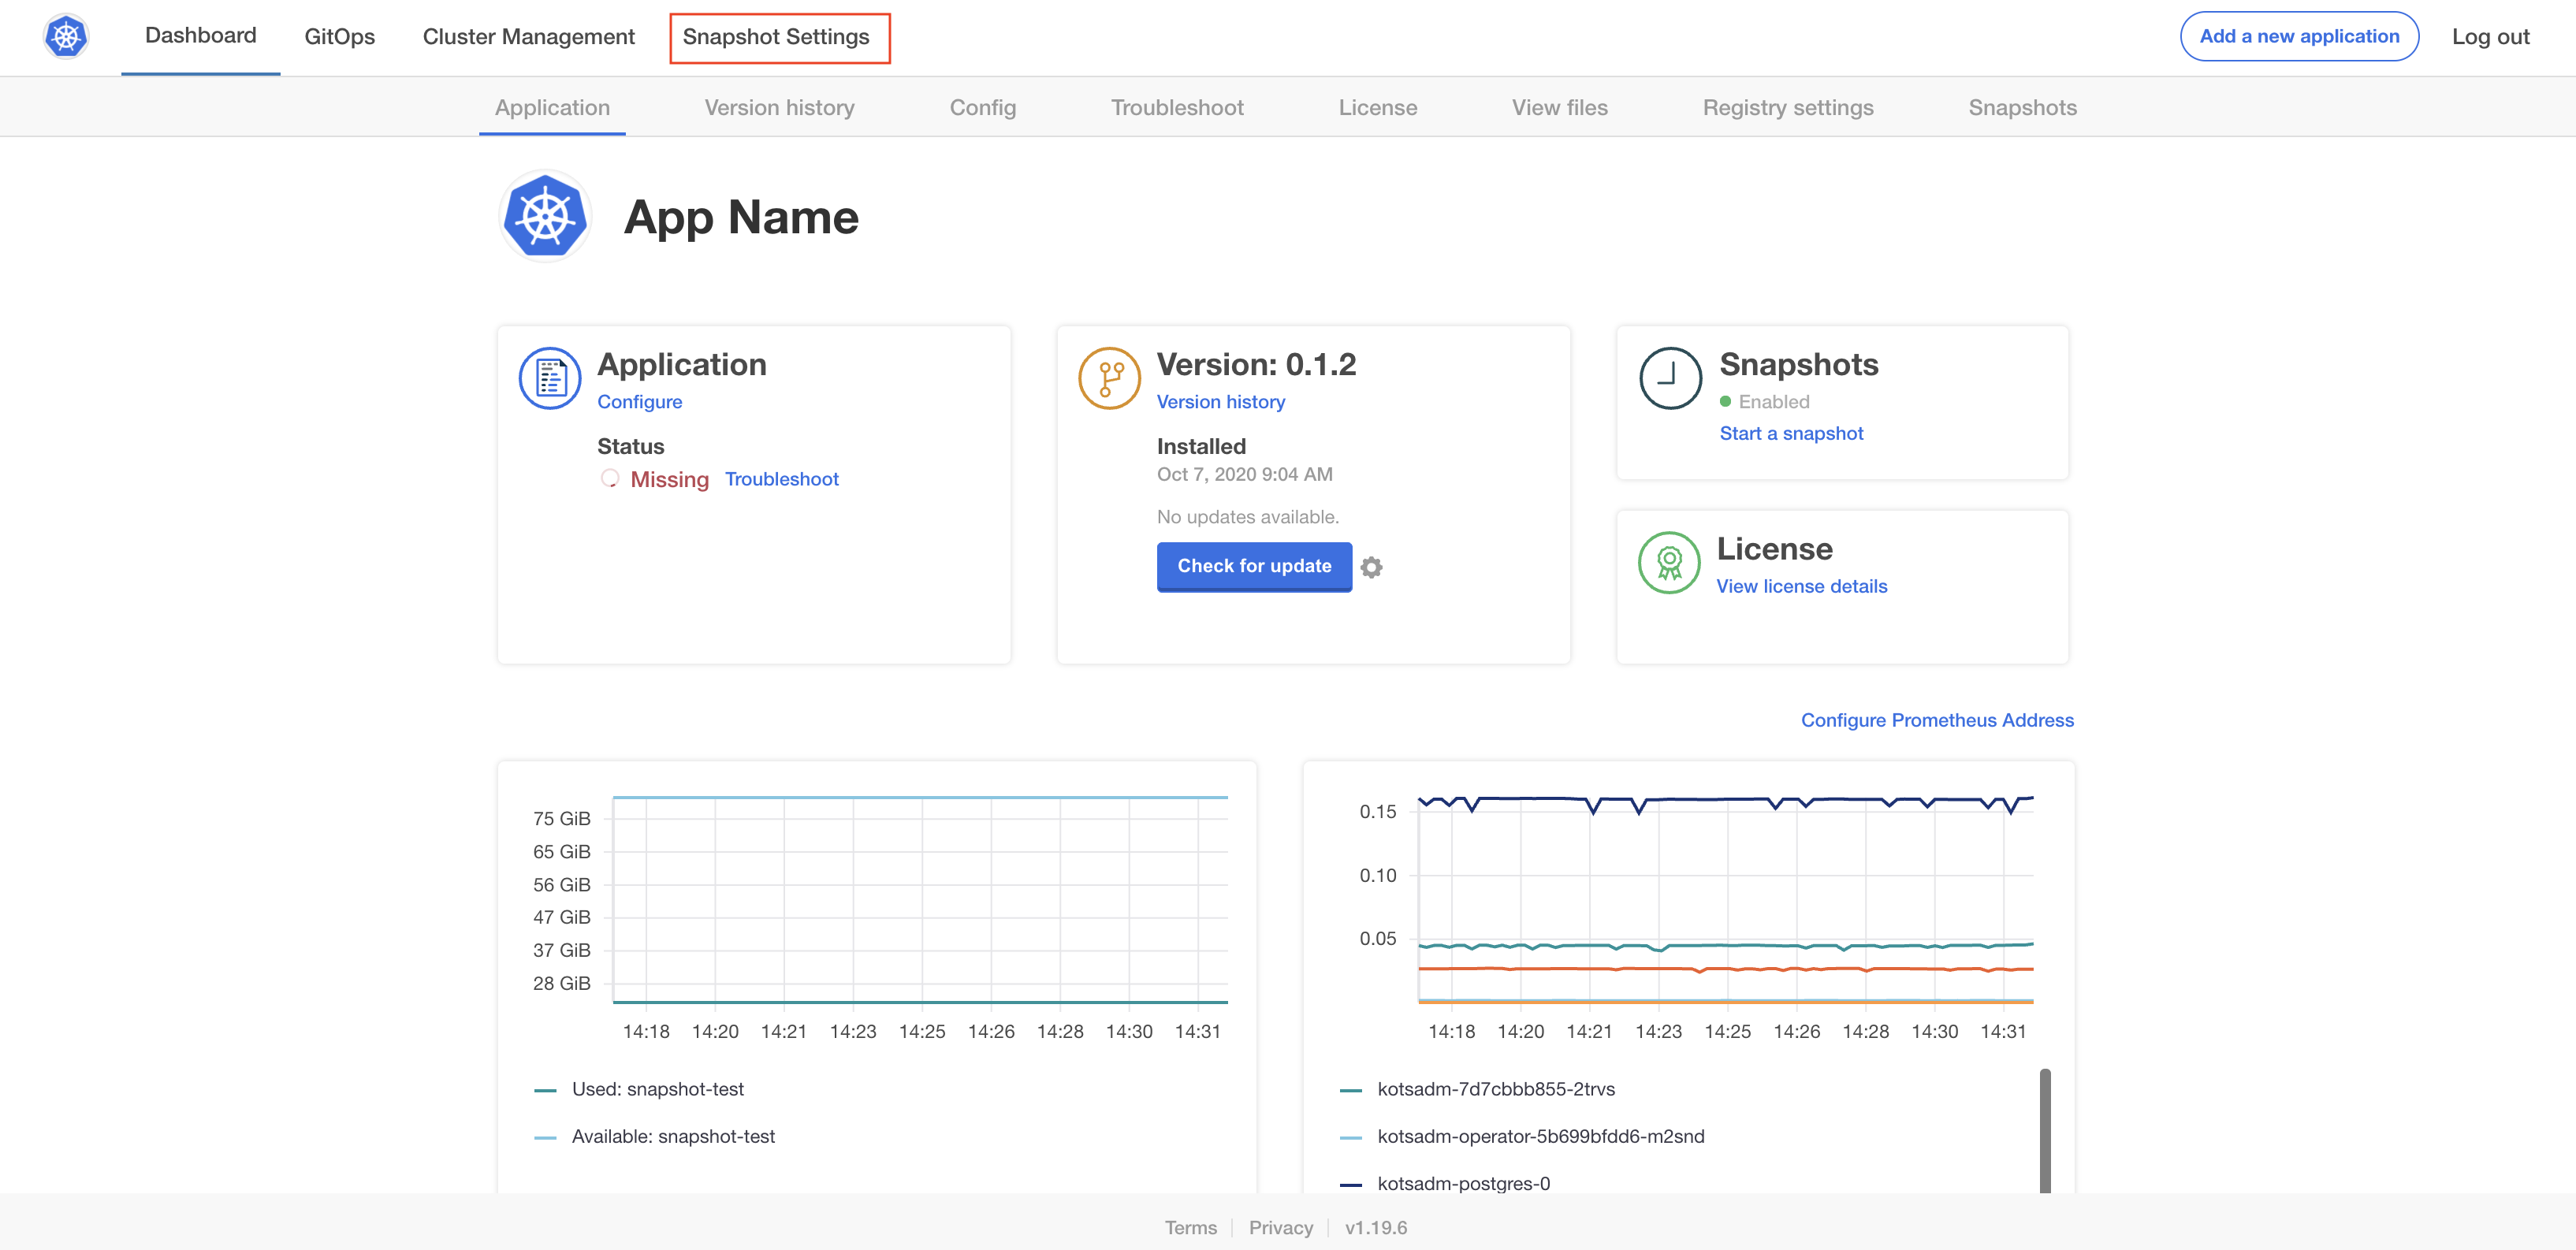 Dashboard
GitOps
Cluster Management
Snapshot Settings
Add a new application
Log out
Application
Version history
Config
Troubleshoot
License
View files
Registry settings
Snapshots
App Name
Application
Configure
Status
Missing
Troubleshoot
Version: 0.1.2
Version history
Installed
Oct 7, 2020 9:04 AM
No updates available.
Check for update
Snapshots
Enabled
Start a snapshot
License
View license details
Configure Prometheus Address
75 GiB
65 GiB
56 GiB
47 GiB
37 GiB
28 GiB
14:18 14:20 14:21 14:23 14:25 14:26 14:28 14:30 14:31
Used: snapshot-test
Available: snapshot-test
0.15
0.10
0.05
14:18 14:20 14:21 14:23 14:25 14:26 14:28 14:30 14:31
kotsadm-7d7cbbb855-2trvs
kotsadm-operator-5b699bfdd6-m2snd
kotsadm-postgres-0
Terms
Privacy
v1.19.6